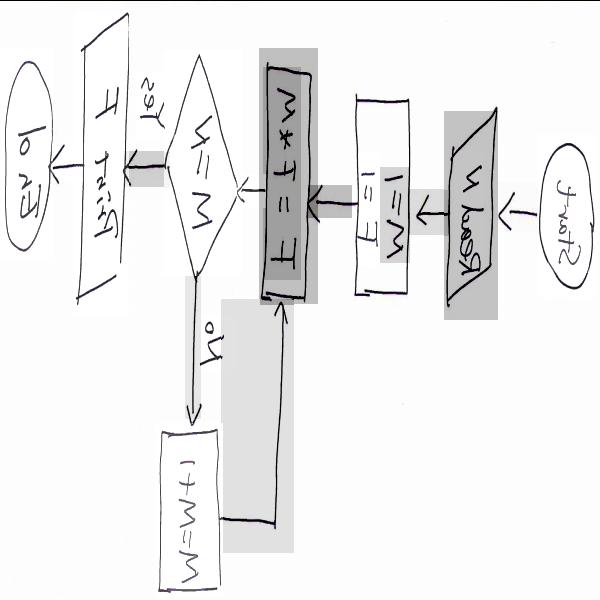 Start
Read N
M=1
F=1
F = F * M
M=N
No
M=M+1
Yes
Print F
End